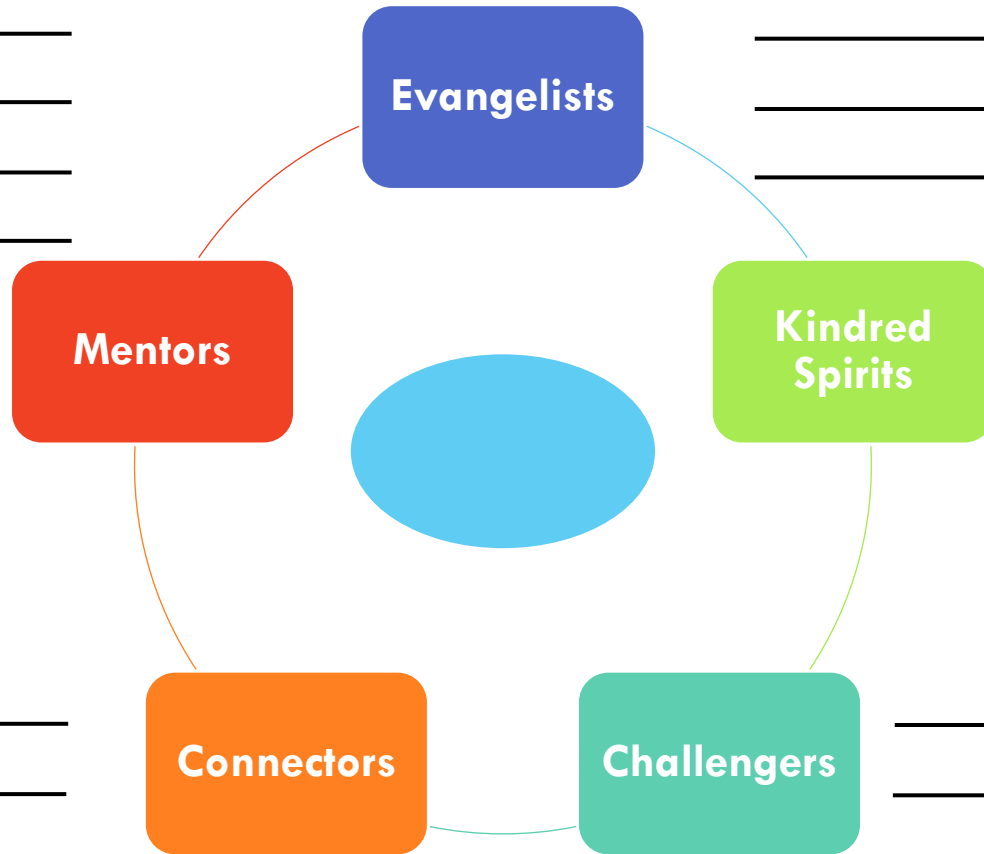 Evangelists
Mentors
Kindred
Spirits
Connectors
Challengers